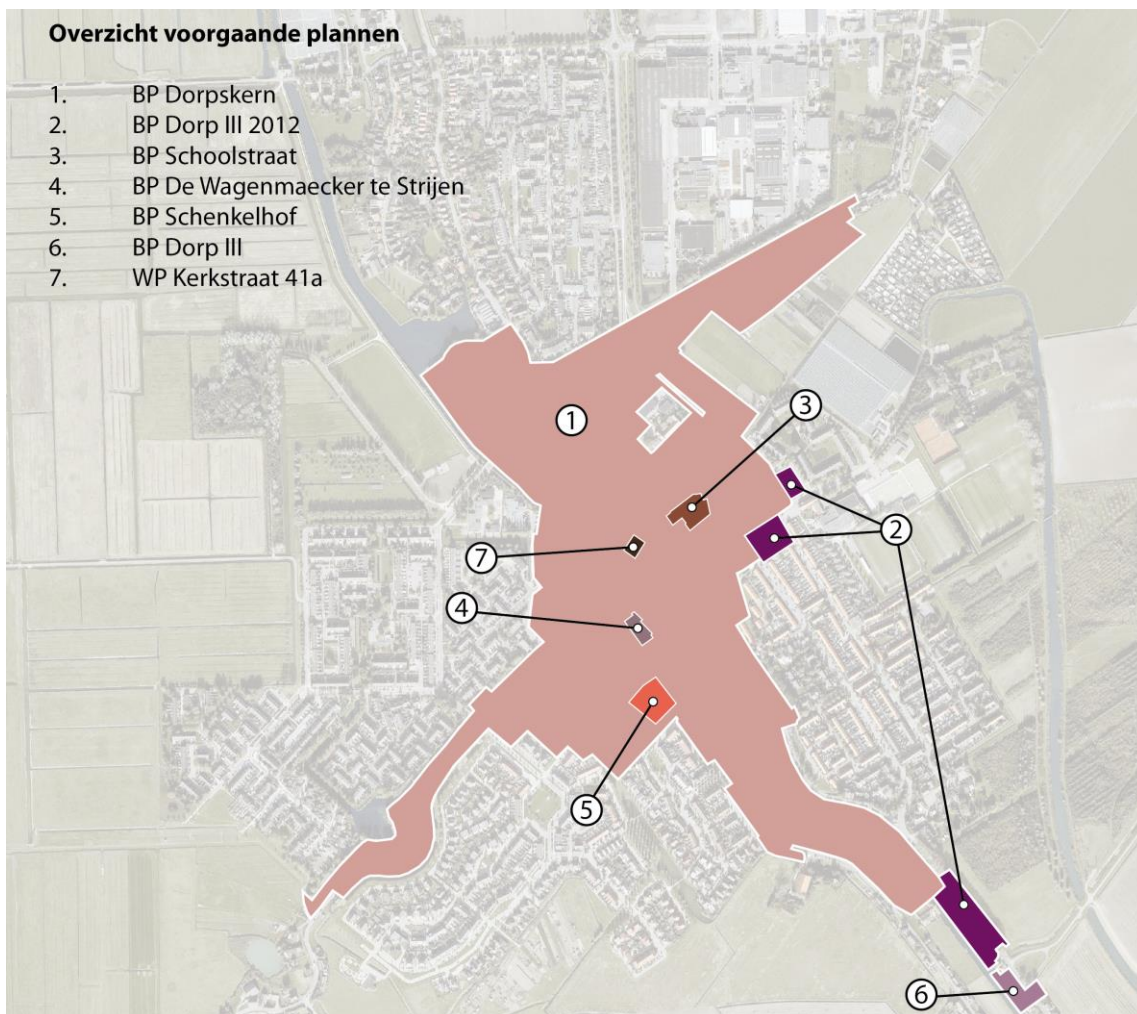 Overzicht voorgaande plannen
1. BP Dorpskern
2. BP Dorp III 2012
3. BP Schoolstraat
4. BP De Wagenmaecker te Strijen
5. BP Schenkelhof
6. BP Dorp III
7. WP Kerkstraat 41a
3
1
2
7
4
5
6